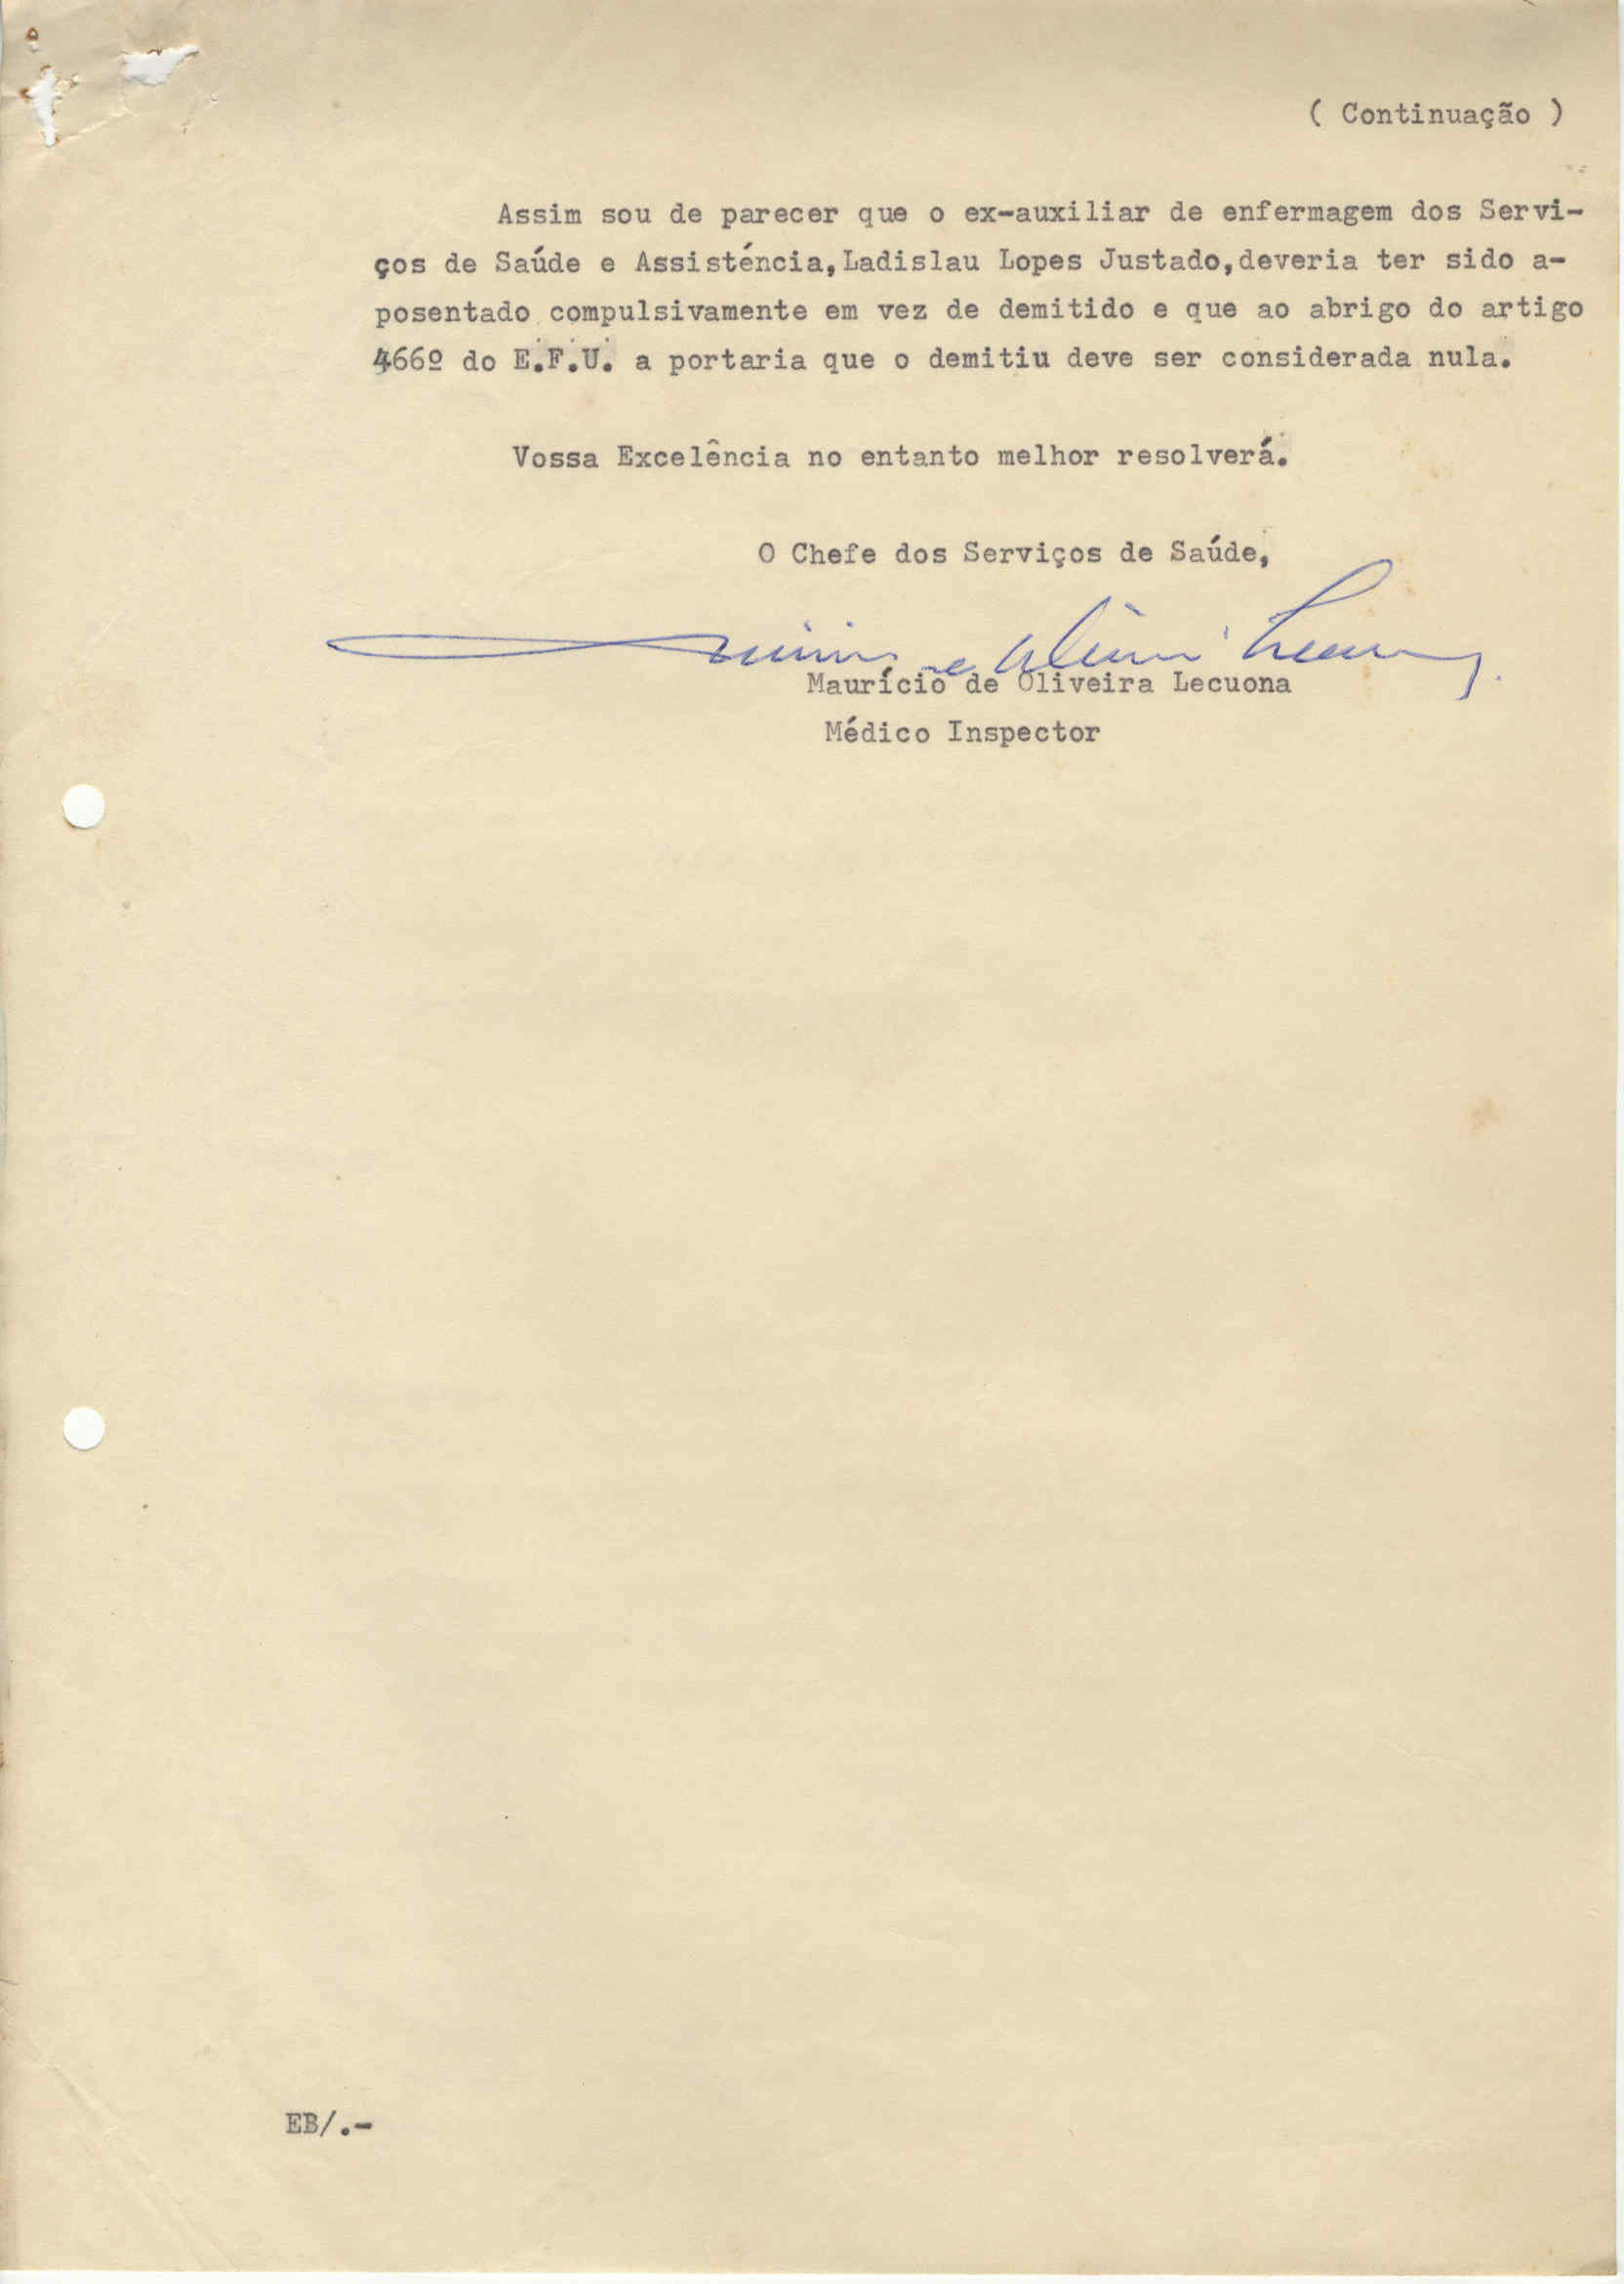 ( Continuação )
Assim sou de parecer que o ex-auxiliar de enfermagem dos Servi-
ços de Saúde e Assisténcia,Ladislau Lopes Justado,deveria ter sido a-
posentado compulsivamente em vez de demitido e que ao abrigo do artigo
466º do E.F.U. a portaria que o demitiu deve ser considerada nula.
Vossa Excelência no entanto melhor resolverá.
O Chefe dos Serviços de Saúde,
Maurício de Oliveira Lecuona
Médico Inspector
EB/.-